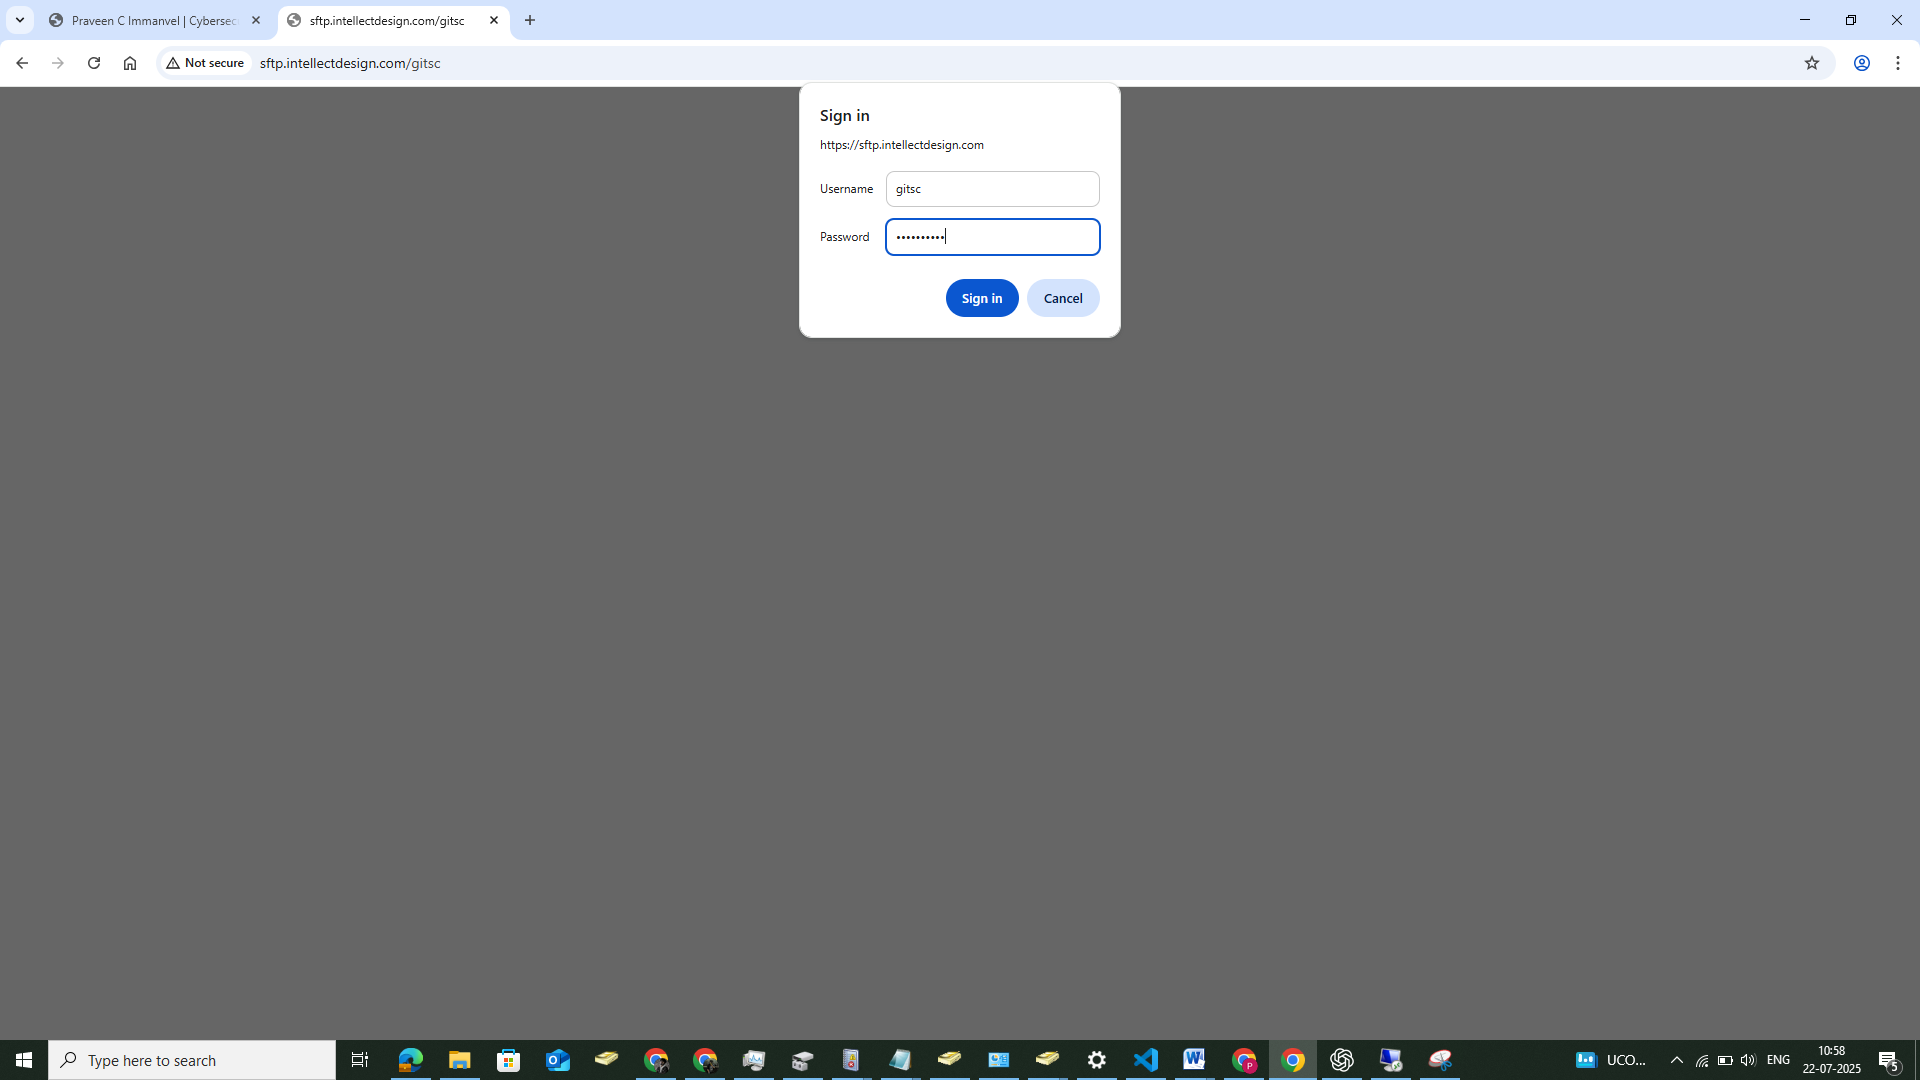 Praveen C Immanvel | Cybersec
sftp.intellectdesign.com/gitsc
Not secure
sftp.intellectdesign.com/gitsc
Sign in
https://sftp.intellectdesign.com
Username
gitsc
Password
••••••••••
Sign in
Cancel
Type here to search
UCO...
ENG
10:58
22-07-2025
5